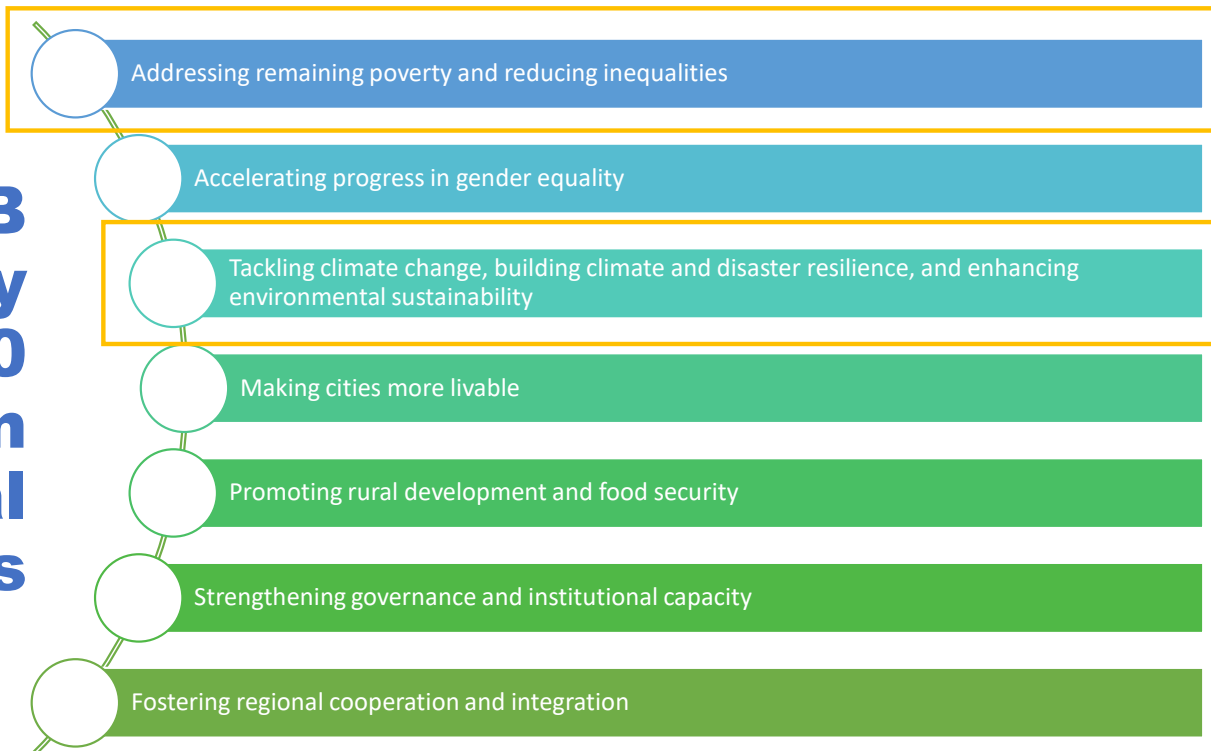 Addressing remaining poverty and reducing inequalities
Accelerating progress in gender equality
Tackling climate change, building climate and disaster resilience, and enhancing
environmental sustainability
Making cities more livable
Promoting rural development and food security
Strengthening governance and institutional capacity
Fostering regional cooperation and integration